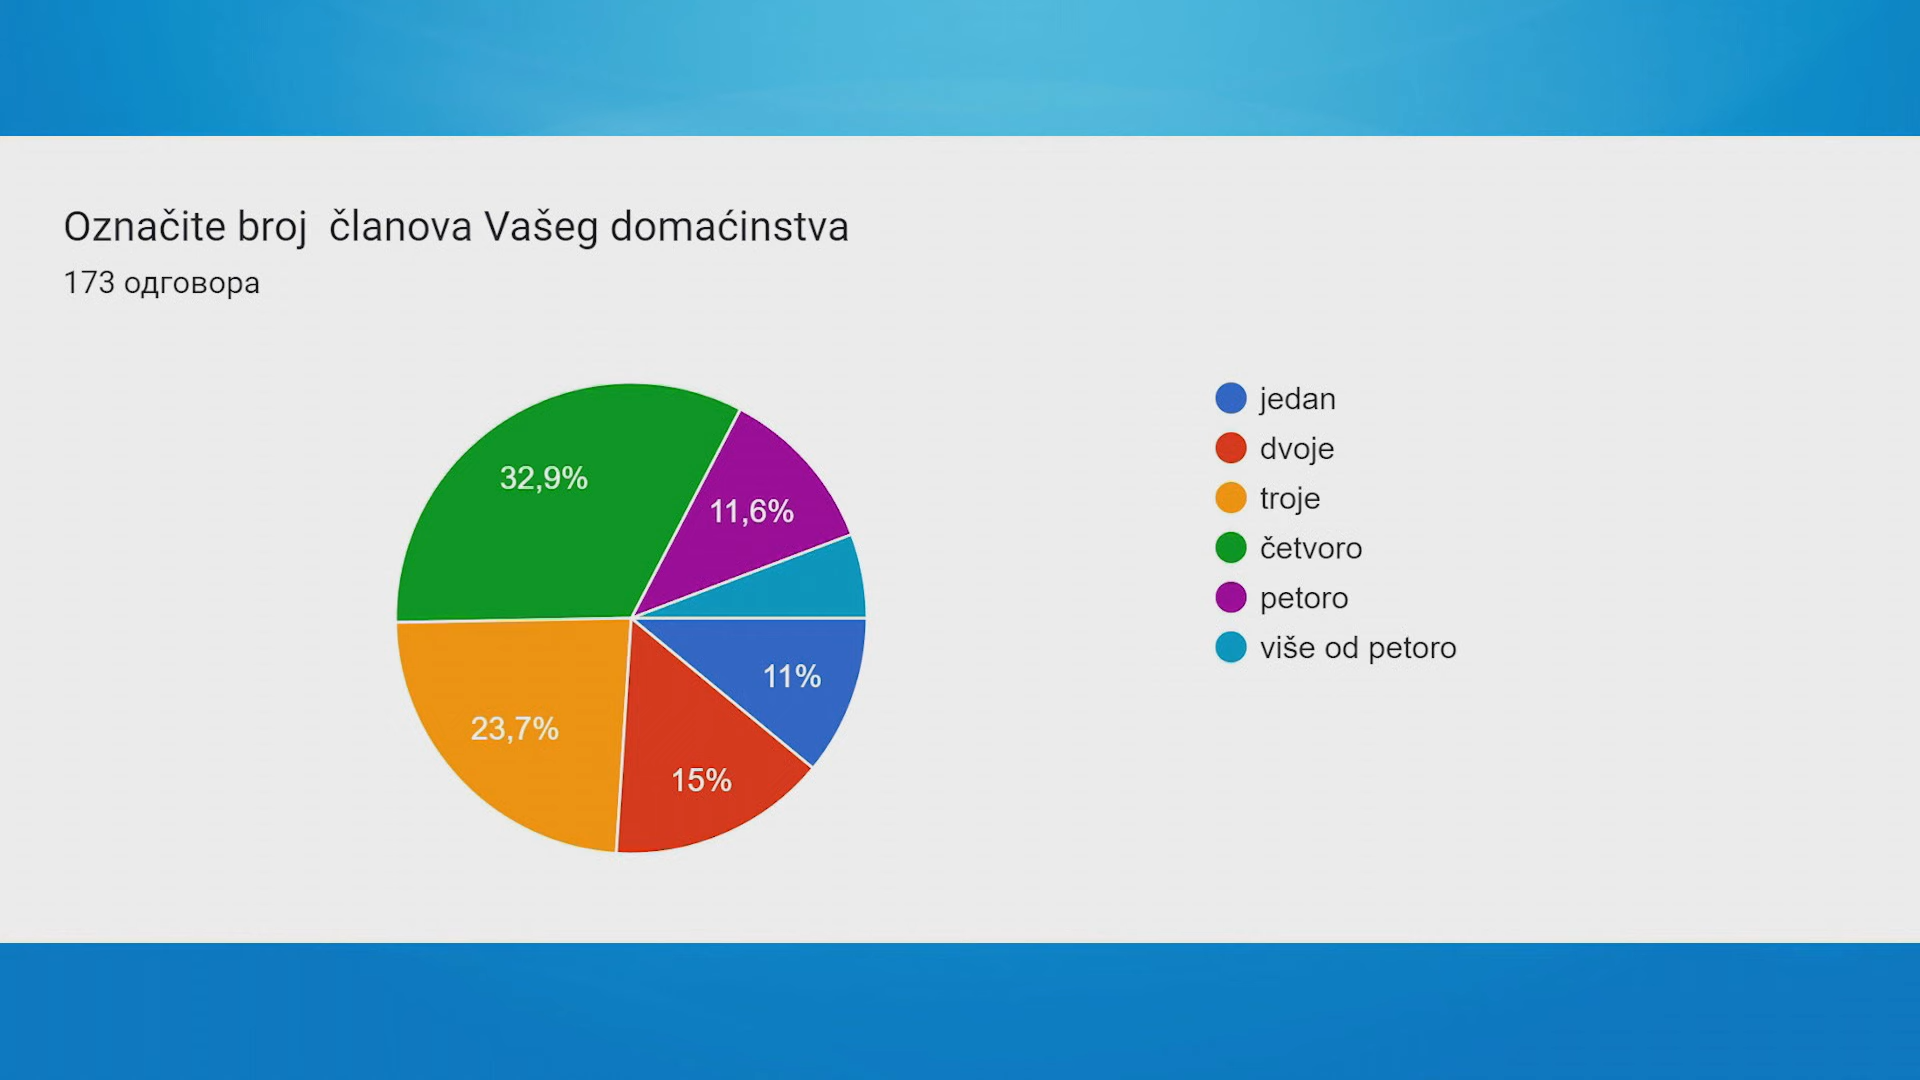 Označite broj  članova Vašeg domaćinstva
173 одговора
32,9%
11,6%
11%
23,7%
15%
jedan
dvoje
troje
četvoro
petoro
više od petoro